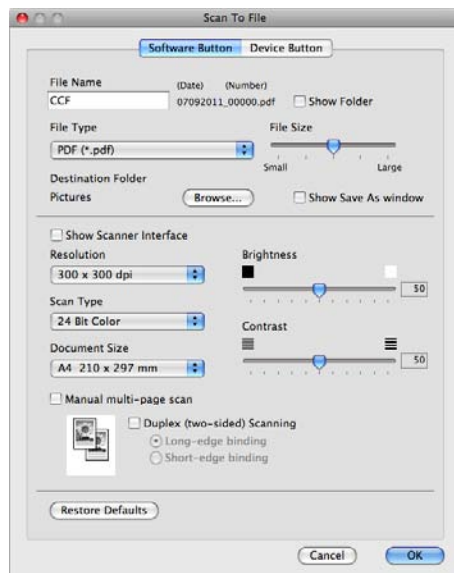 Scan To File
Software Button Device Button
File Name (Date) (Number)
CCF 07092011_00000.pdf Show Folder
File Type File Size
PDF (*.pdf)
Small Large
Destination Folder
Pictures Browse... Show Save As window
Show Scanner Interface
Resolution Brightness
300 x 300 dpi 50
Scan Type
24 Bit Color Contrast
Document Size 50
A4 210 x 297 mm
Manual multi-page scan
Duplex (two-sided) Scanning
Long-edge binding
Short-edge binding
Restore Defaults
Cancel OK